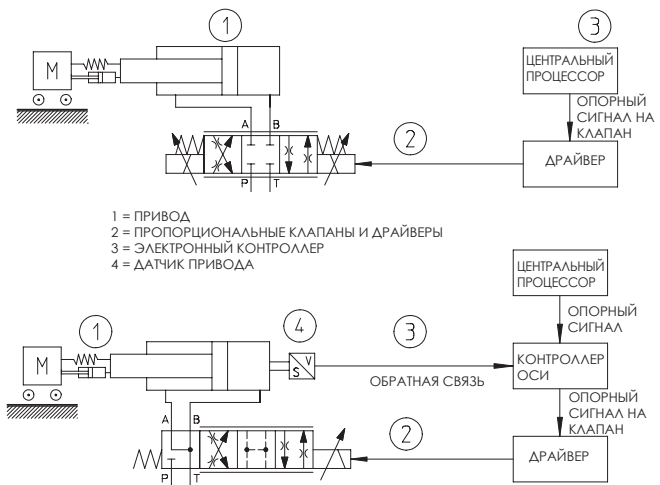 1
3
ЦЕНТРАЛЬНЫЙ
ПРОЦЕССОР
M
ОПОРНЫЙ
СИГНАЛ НА
КЛАПАН
A B
2
ДРАЙВЕР
P T
1 = ПРИВОД
2 = ПРОПОРЦИОНАЛЬНЫЕ КЛАПАНЫ И ДРАЙВЕРЫ
3 = ЭЛЕКТРОННЫЙ КОНТРОЛЛЕР
4 = ДАТЧИК ПРИВОДА
ЦЕНТРАЛЬНЫЙ
ПРОЦЕССОР
1
4
3
ОПОРНЫЙ
СИГНАЛ
M
V
S
ОБРАТНАЯ СВЯЗЬ
КОНТРОЛЛЕР
ОСИ
A B
2
ОПОРНЫЙ
СИГНАЛ НА
КЛАПАН
ДРАЙВЕР
P T